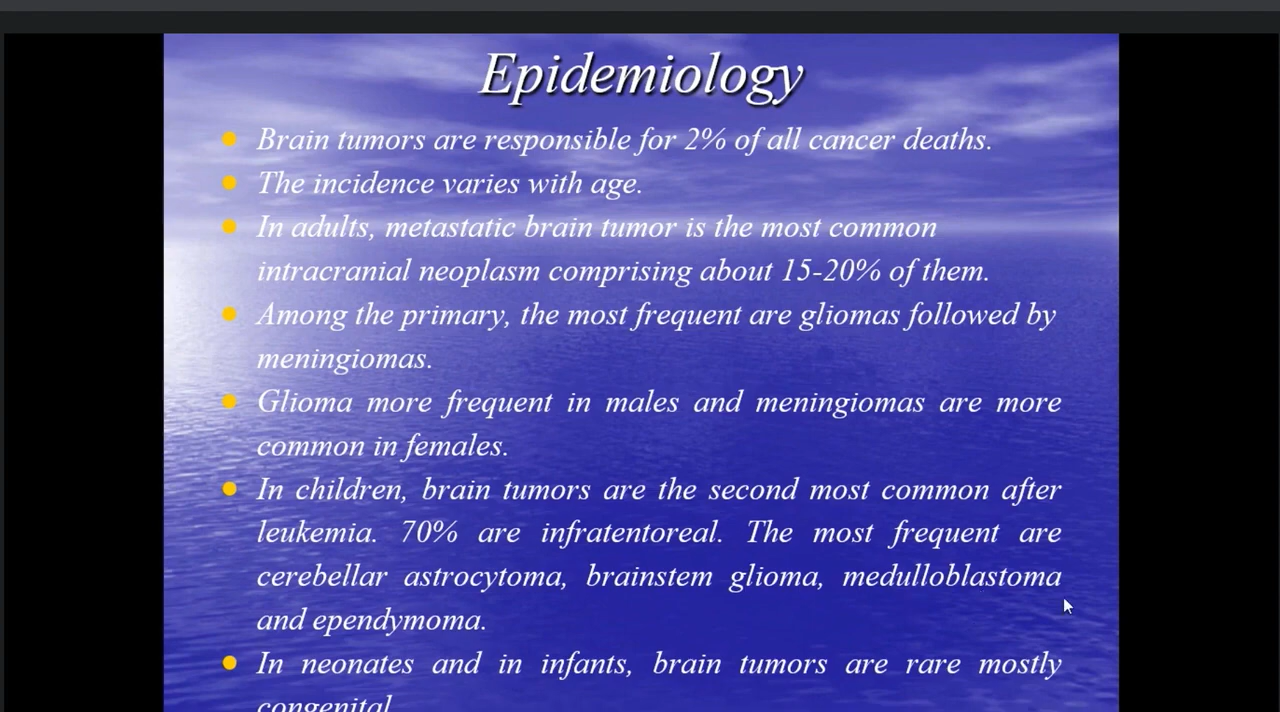 Epidemiology
Brain tumors are responsible for 2% of all cancer deaths.
The incidence varies with age.
In adults, metastatic brain tumor is the most common
intracranial neoplasm comprising about 15-20% of them.
Among the primary, the most frequent are gliomas followed by
meningiomas.
Glioma more frequent in males and meningiomas are more
common in females.
In children, brain tumors are the second most common after
leukemia. 70% are infratentoreal. The most frequent are
cerebellar astrocytoma, brainstem glioma, medulloblastoma
and ependymoma.
In neonates and in infants, brain tumors are rare mostly
congenital